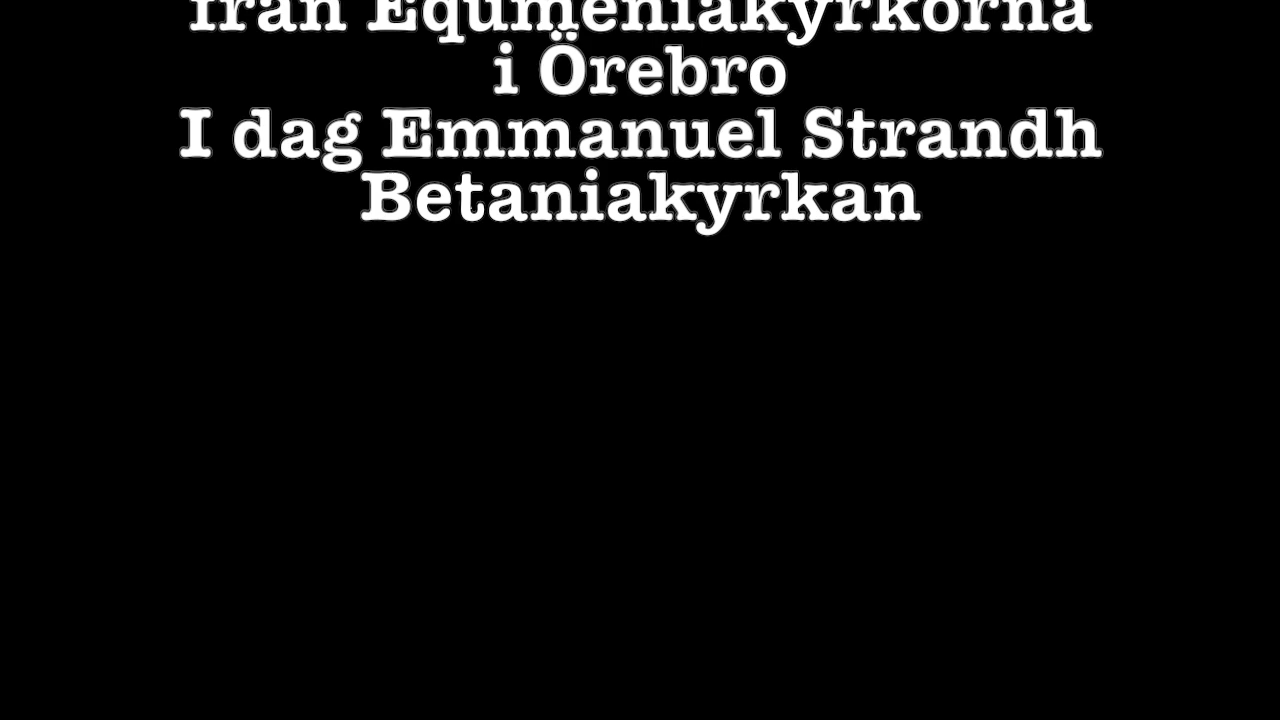 från Equmeniakyrkorna
i Örebro
I dag Emmanuel Strandh
Betaniakyrkan